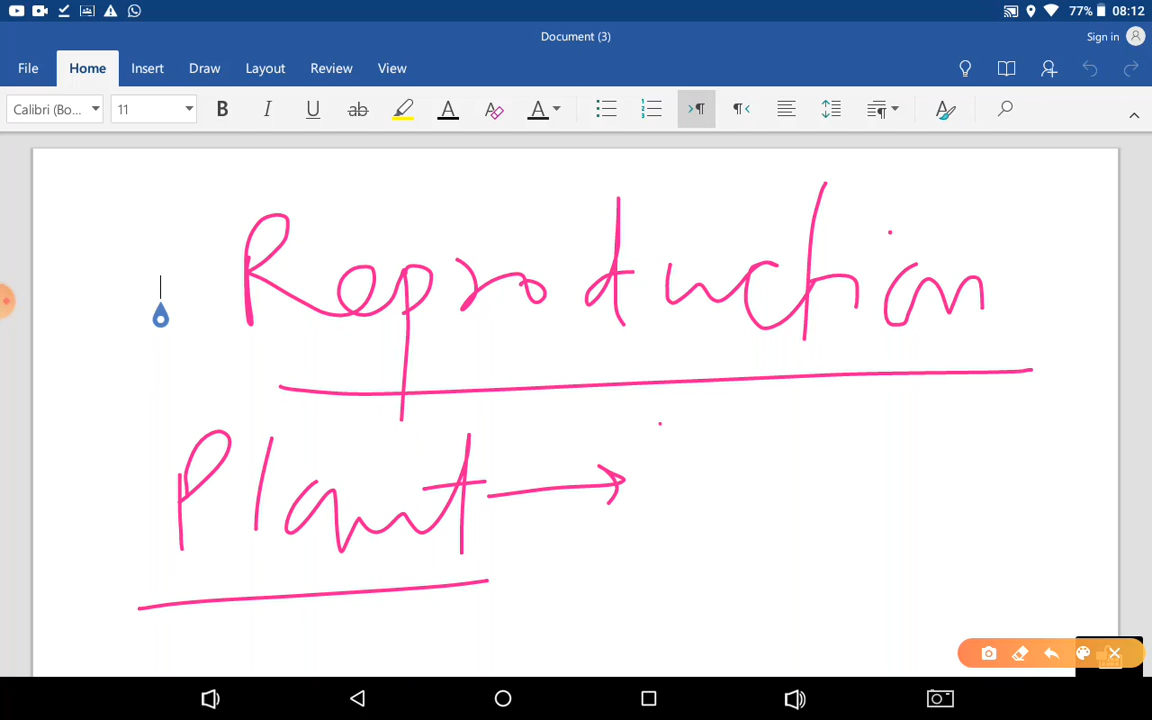 77% 08:12
Document (3)
Sign in
File Home Insert Draw Layout Review View
Calibri (Bo... 11 B I U ab A A A
Reproduction
Plant →